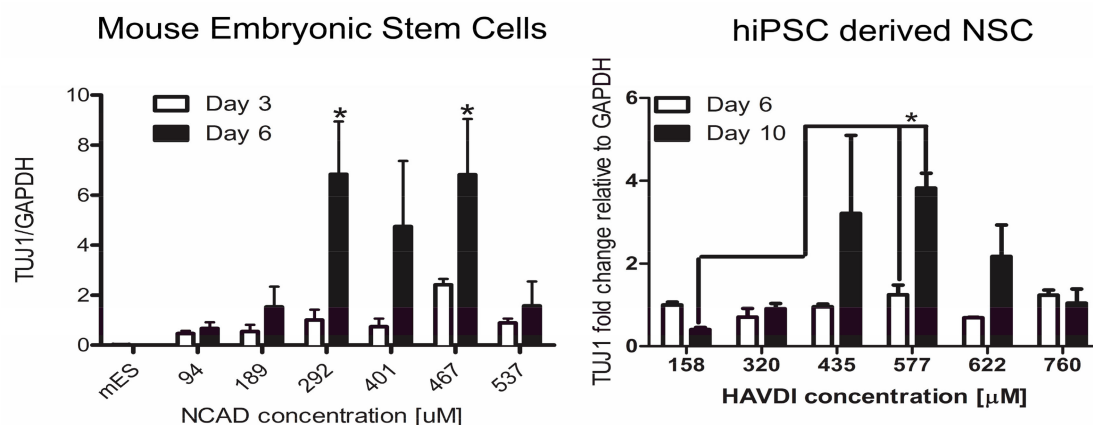 Mouse Embryonic Stem Cells
10
8
6
4
2
0
TUJ1/GAPDH
Day 3
Day 6
*
*
mES
94
189
292
401
467
537
NCAD concentration [uM]
hiPSC derived NSC
6
4
2
0
TUJ1 fold change relative to GAPDH
Day 6
Day 10
*
158
320
435
577
622
760
HAVDI concentration [μM]